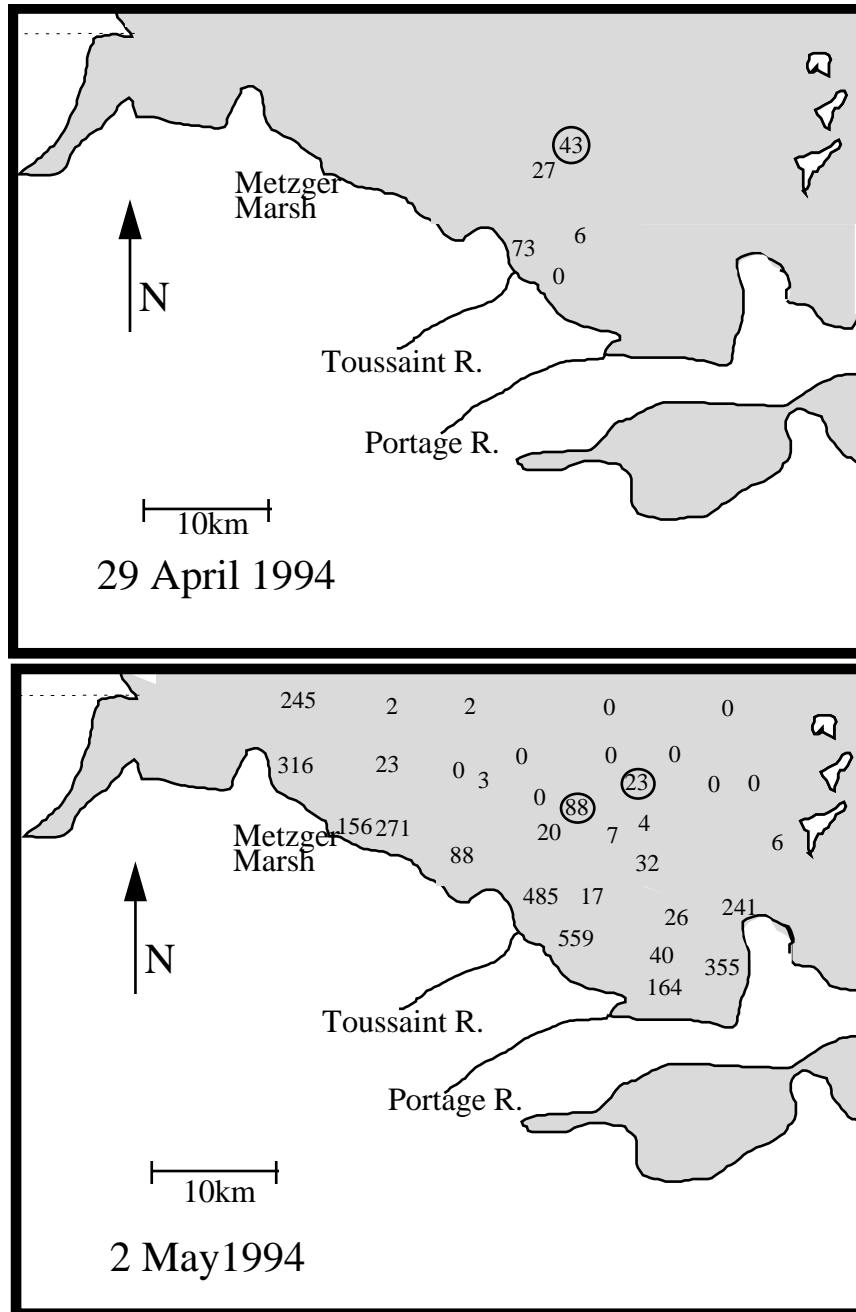 43
27
Metzger
Marsh
73 6
0
N
Toussaint R.
Portage R.
10km
29 April 1994
245 2 2 0 0
316 23 0 3 0 0 0
23 0 0
0 88
Metzger 156 271 20 7 4
Marsh 88 32 6
485 17 26 241
559 40 355
N 164
Toussaint R.
Portage R.
10km
2 May1994